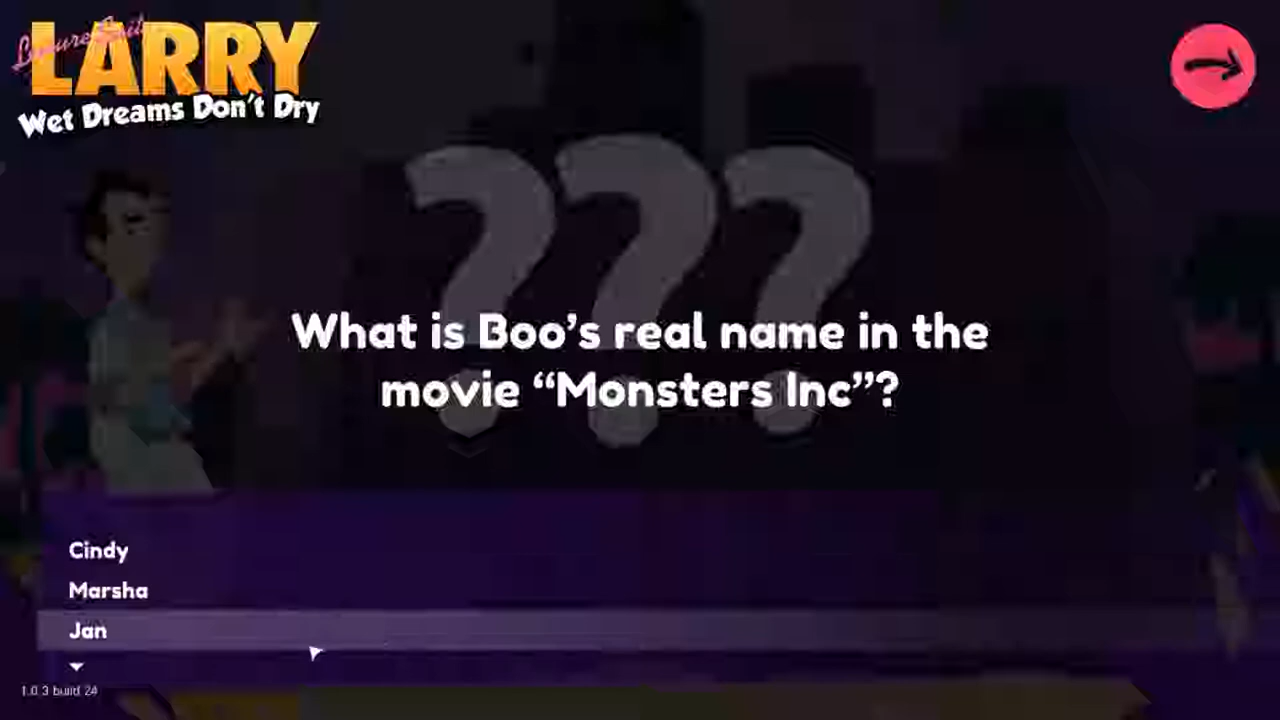 Leisure Suit
LARRY
Wet Dreams Don't Dry
???
What is Boo's real name in the
movie “Monsters Inc”?
Cindy
Marsha
Jan
1.0.3 build 24